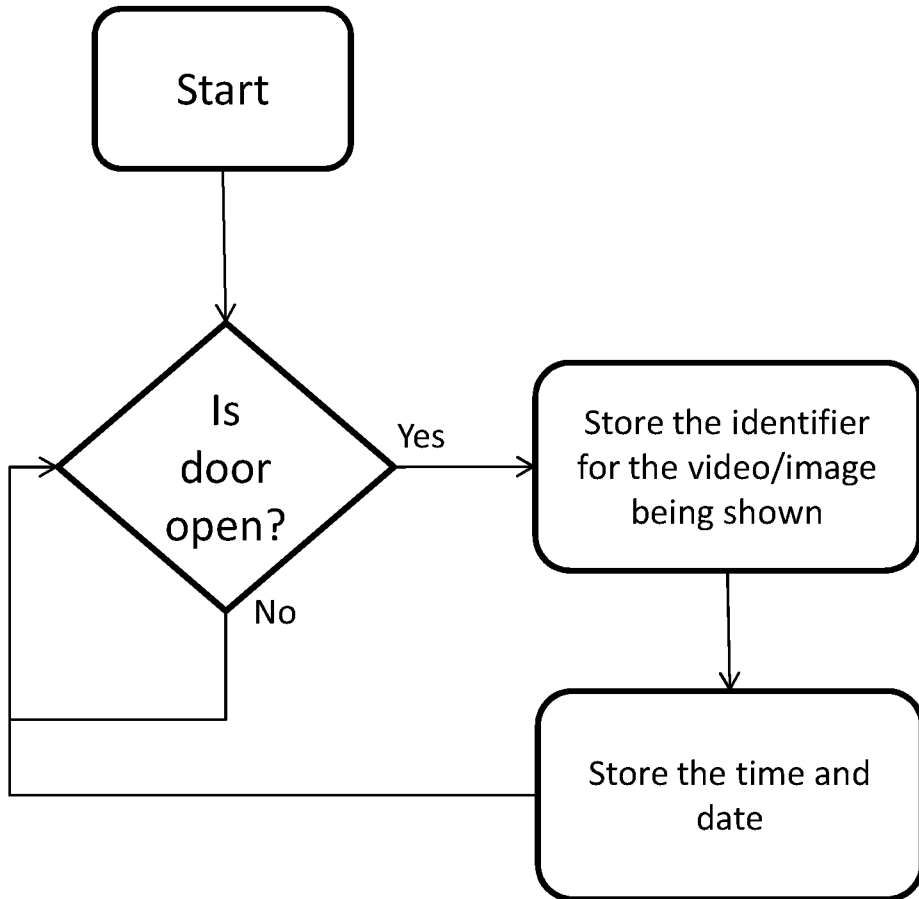 Start
Is
door
open?
Yes
No
Store the identifier
for the video/image
being shown
Store the time and
date